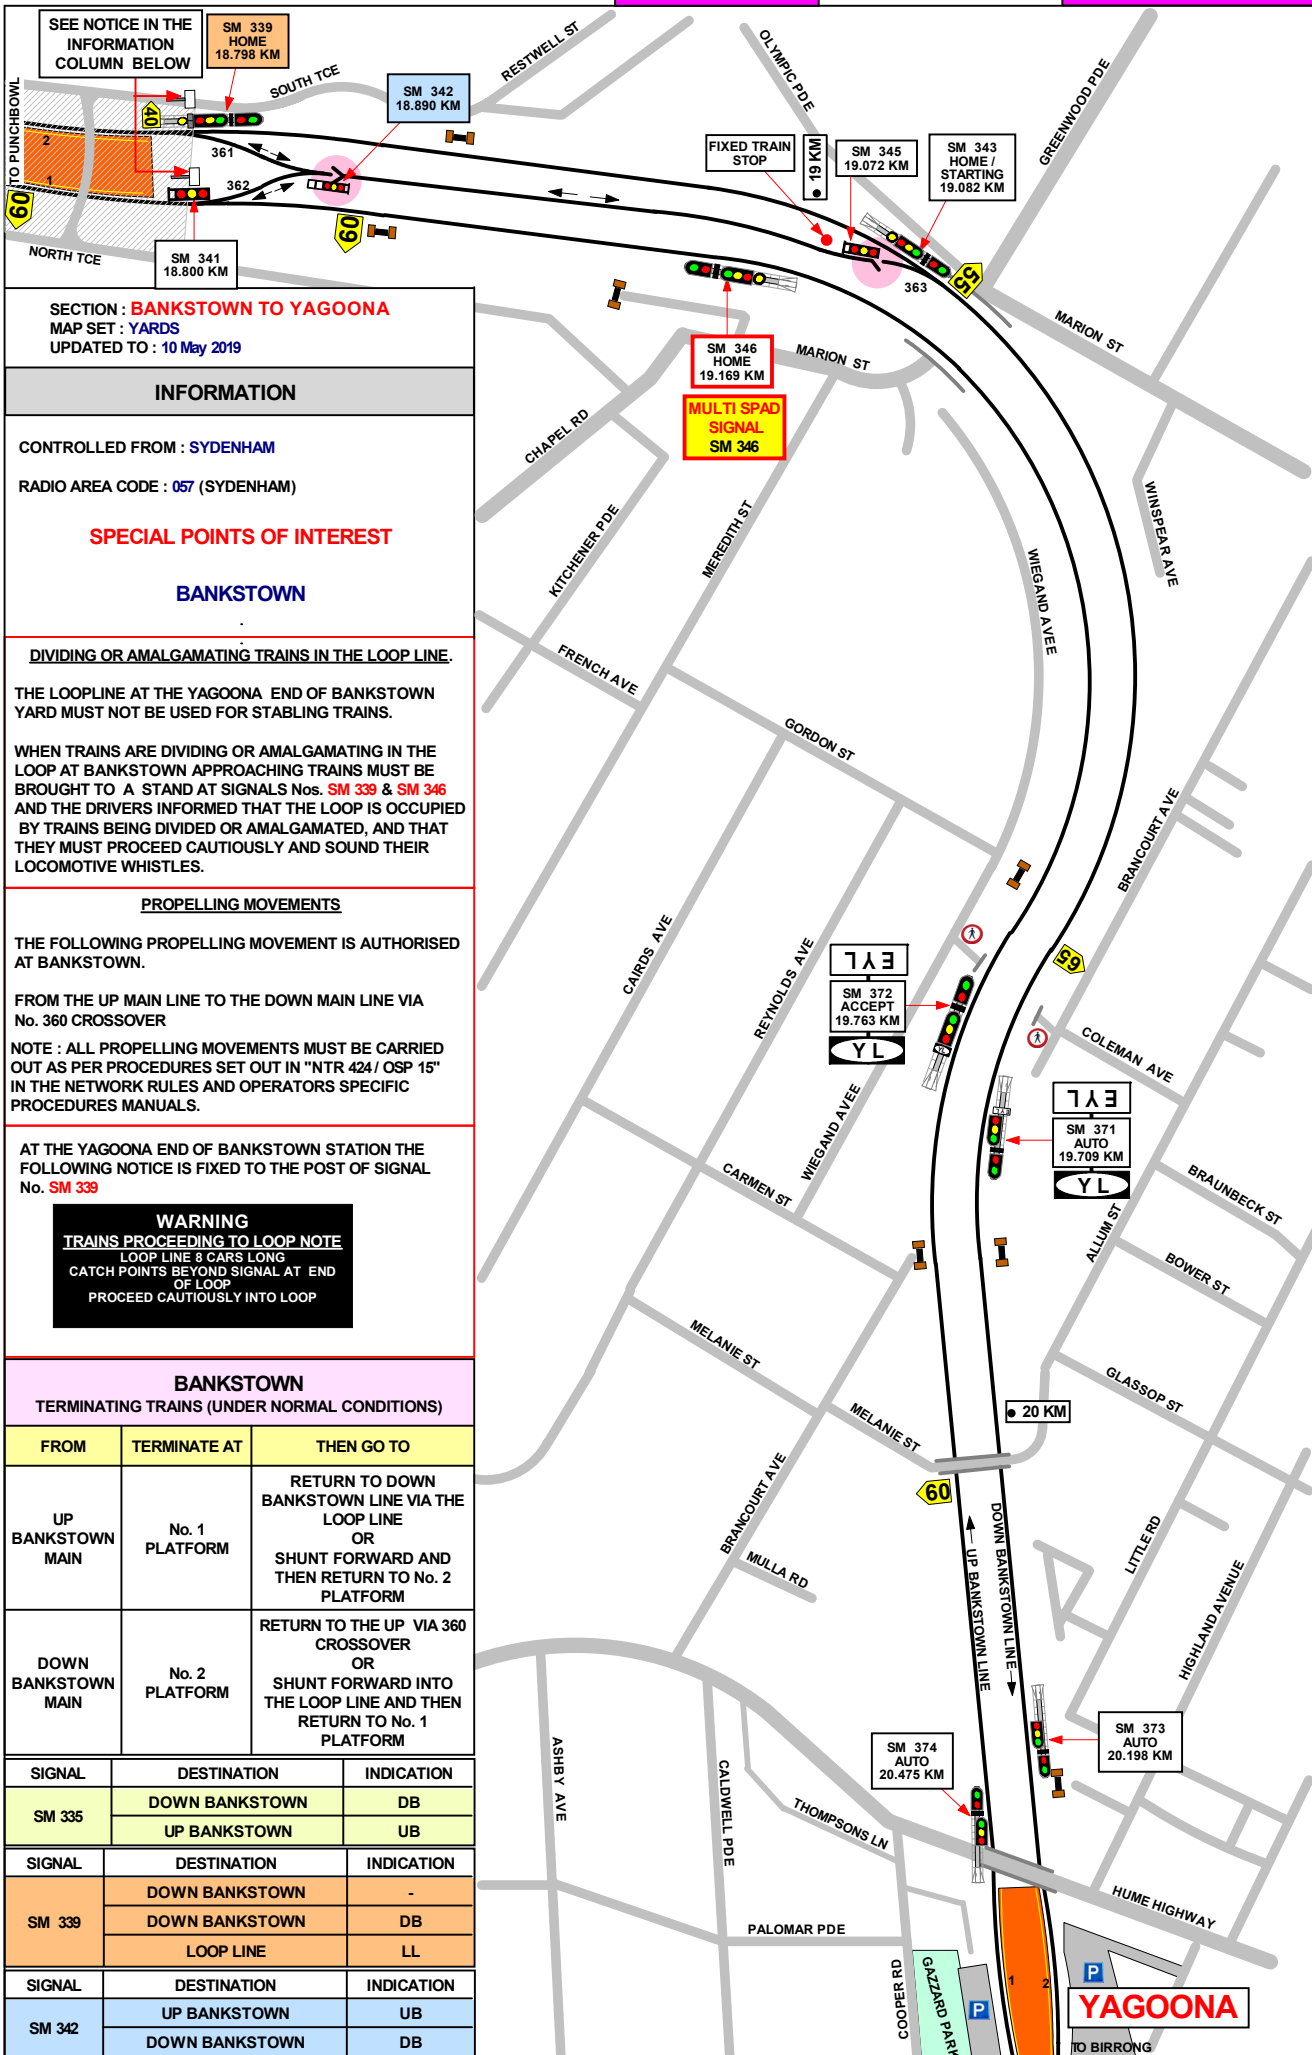 SEE NOTICE IN THE
INFORMATION
COLUMN BELOW
SM 339
HOME
18.798 KM
SM 342
18.890 KM
SOUTH TCE
RESTWELL ST
OLYMPIC PDE
GREENWOOD PDE
TO PUNCHBOWL
40
2
1
361
362
60
60
NORTH TCE
SM 341
18.800 KM
FIXED TRAIN
STOP
19 KM
SM 345
19.072 KM
SM 343
HOME /
STARTING
19.082 KM
363
55
MARION ST
SM 346
HOME
19.169 KM
MULTI SPAD
SIGNAL
SM 346
MARION ST
CHAPEL RD
KITCHENER PDE
MEREDITH ST
WINSPEAR AVE
WIEGAND AVEE
FRENCH AVE
GORDON ST
BRANCOURT AVE
CAIRDS AVE
REYNOLDS AVE
EYL
SM 372
ACCEPT
19.763 KM
YL
65
COLEMAN AVE
EYL
SM 371
AUTO
19.709 KM
YL
WIEGAND AVEE
CARMEN ST
BRAUNBECK ST
ALLUM ST
BOWER ST
MELANIE ST
GLASSOP ST
20 KM
MELANIE ST
60
BRANCOURT AVE
MULLA RD
UP BANKSTOWN LINE
DOWN BANKSTOWN LINE
LITTLE RD
HIGHLAND AVENUE
SM 374
AUTO
20.475 KM
SM 373
AUTO
20.198 KM
ASHBY AVE
CALDWELL PDE
THOMPSONS LN
HUME HIGHWAY
PALOMAR PDE
COOPER RD
GAZZARD PARK
P
1
2
P
YAGOONA
TO BIRRONG
SECTION : BANKSTOWN TO YAGOONA
MAP SET : YARDS
UPDATED TO : 10 May 2019
INFORMATION
CONTROLLED FROM : SYDENHAM
RADIO AREA CODE : 057 (SYDENHAM)
SPECIAL POINTS OF INTEREST
BANKSTOWN
.
.
DIVIDING OR AMALGAMATING TRAINS IN THE LOOP LINE.
THE LOOPLINE AT THE YAGOONA END OF BANKSTOWN
YARD MUST NOT BE USED FOR STABLING TRAINS.
WHEN TRAINS ARE DIVIDING OR AMALGAMATING IN THE
LOOP AT BANKSTOWN APPROACHING TRAINS MUST BE
BROUGHT TO A STAND AT SIGNALS Nos. SM 339 & SM 346
AND THE DRIVERS INFORMED THAT THE LOOP IS OCCUPIED
BY TRAINS BEING DIVIDED OR AMALGAMATED, AND THAT
THEY MUST PROCEED CAUTIOUSLY AND SOUND THEIR
LOCOMOTIVE WHISTLES.
PROPELLING MOVEMENTS
THE FOLLOWING PROPELLING MOVEMENT IS AUTHORISED
AT BANKSTOWN.
FROM THE UP MAIN LINE TO THE DOWN MAIN LINE VIA
No. 360 CROSSOVER
NOTE : ALL PROPELLING MOVEMENTS MUST BE CARRIED
OUT AS PER PROCEDURES SET OUT IN "NTR 424 / OSP 15"
IN THE NETWORK RULES AND OPERATORS SPECIFIC
PROCEDURES MANUALS.
AT THE YAGOONA END OF BANKSTOWN STATION THE
FOLLOWING NOTICE IS FIXED TO THE POST OF SIGNAL
No. SM 339
WARNING
TRAINS PROCEEDING TO LOOP NOTE
LOOP LINE 8 CARS LONG
CATCH POINTS BEYOND SIGNAL AT END
OF LOOP
PROCEED CAUTIOUSLY INTO LOOP
BANKSTOWN
TERMINATING TRAINS (UNDER NORMAL CONDITIONS)
FROM TERMINATE AT THEN GO TO
UP
BANKSTOWN
MAIN
No. 1
PLATFORM
RETURN TO DOWN
BANKSTOWN LINE VIA THE
LOOP LINE
OR
SHUNT FORWARD AND
THEN RETURN TO No. 2
PLATFORM
DOWN
BANKSTOWN
MAIN
No. 2
PLATFORM
RETURN TO THE UP VIA 360
CROSSOVER
OR
SHUNT FORWARD INTO
THE LOOP LINE AND THEN
RETURN TO No. 1
PLATFORM
SIGNAL DESTINATION INDICATION
SM 335
DOWN BANKSTOWN DB
UP BANKSTOWN UB
SIGNAL DESTINATION INDICATION
SM 339
DOWN BANKSTOWN -
DOWN BANKSTOWN DB
LOOP LINE LL
SIGNAL DESTINATION INDICATION
SM 342
UP BANKSTOWN UB
DOWN BANKSTOWN DB